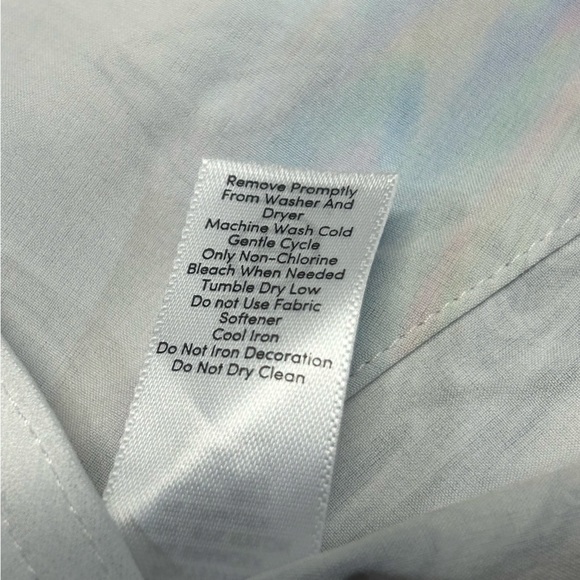 Remove Promptly
From Washer And
Dryer
Machine Wash Cold
Gentle Cycle
Only Non-Chlorine
Bleach When Needed
Tumble Dry Low
Do not Use Fabric
Softener
Cool Iron
Do Not Iron Decoration
Do Not Dry Clean